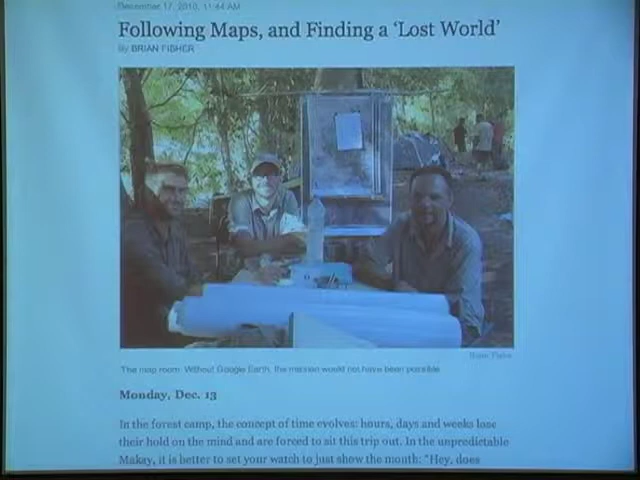 December 17, 2010, 11:44 AM
Following Maps, and Finding a ‘Lost World’
By BRIAN FISHER
The map room: Without Google Earth, the mission would not have been possible.
Monday, Dec. 13
In the forest camp, the concept of time evolves: hours, days and weeks lose
their hold on the mind and are forced to sit this trip out. In the unpredictable
Makay, it is better to set your watch to just show the month: “Hey, does